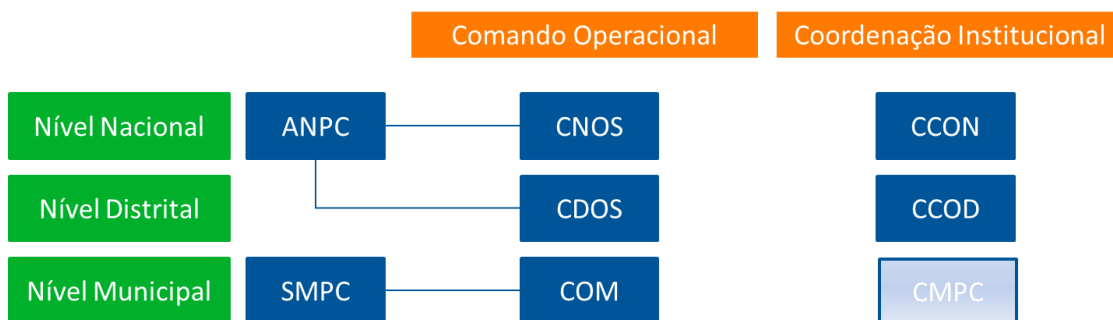 Comando Operacional Coordenação Institucional
Nível Nacional ANPC CNOS CCON
Nível Distrital CDOS CCOD
Nível Municipal SMPC COM CMPC